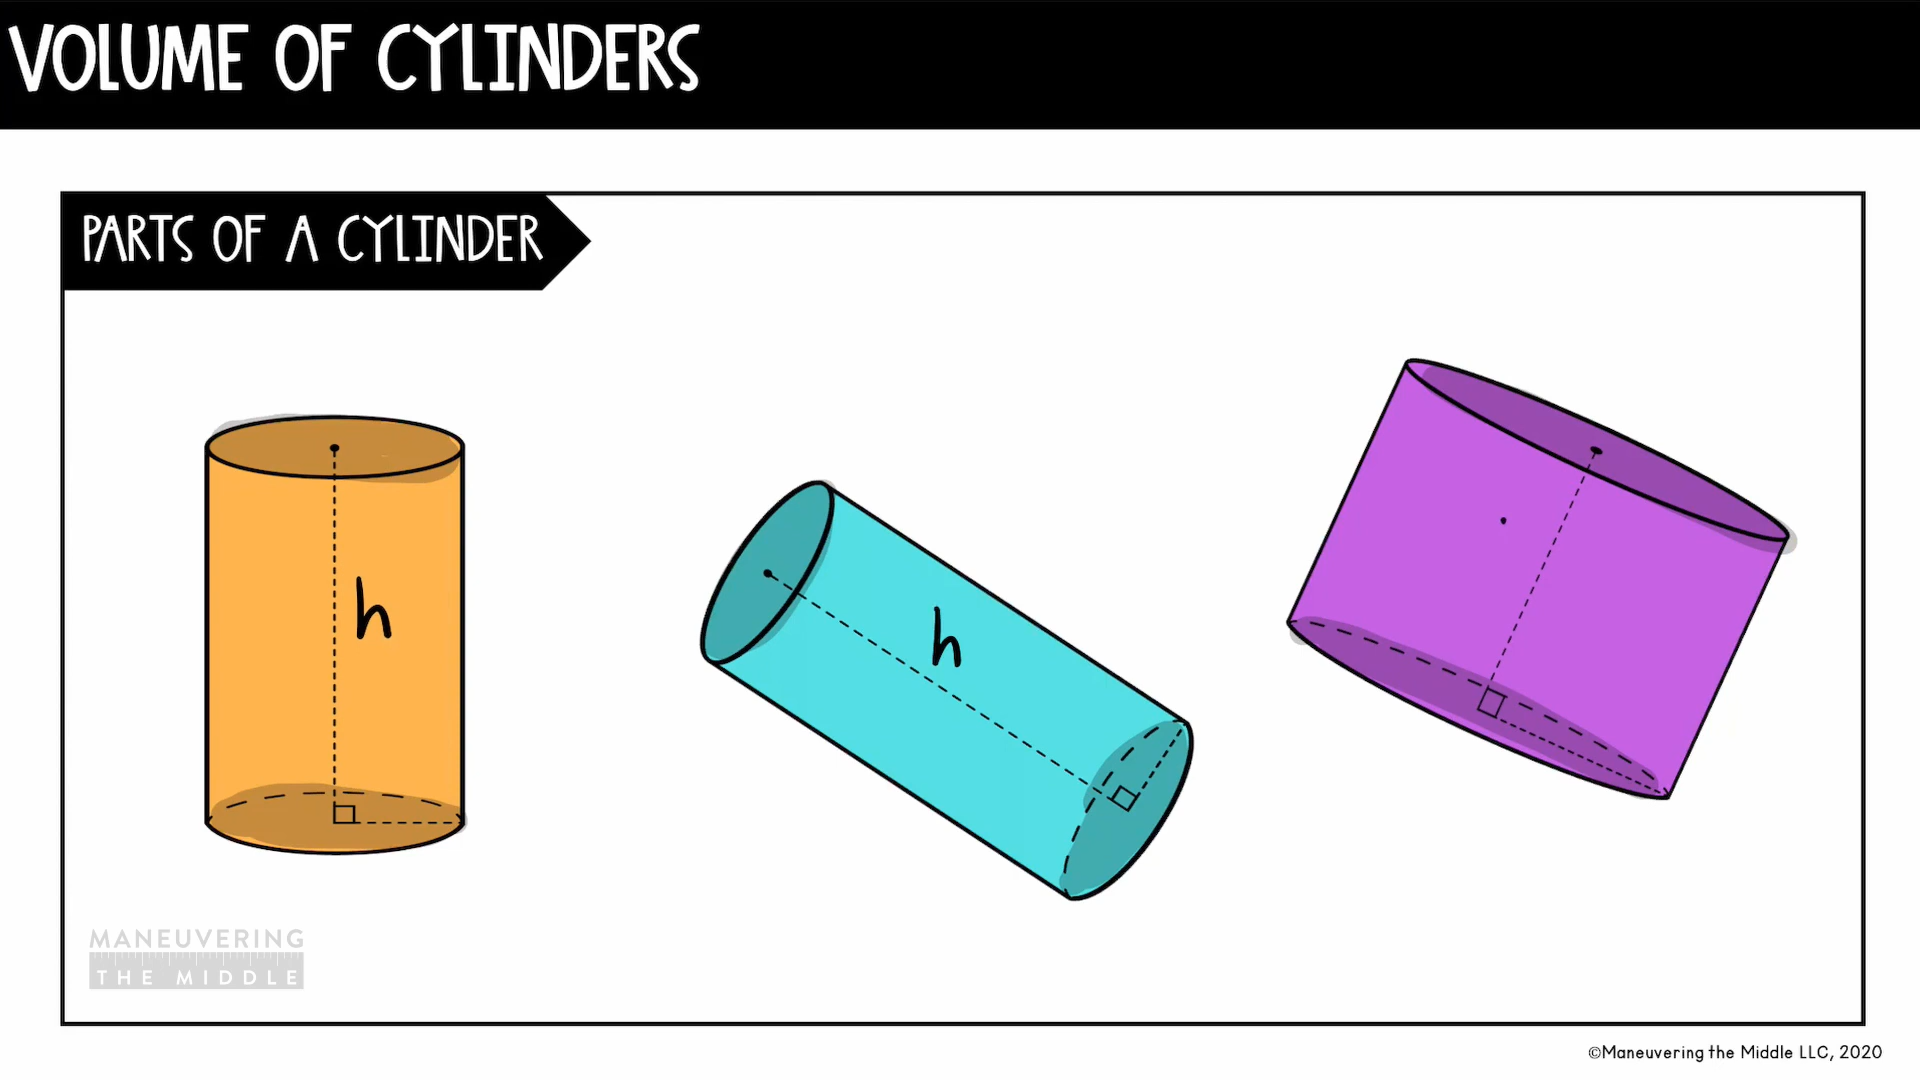 VOLUME OF CYLINDERS
PARTS OF A CYLINDER
h
h
MANEUVERING
THE MIDDLE
©Maneuvering the Middle LLC, 2020